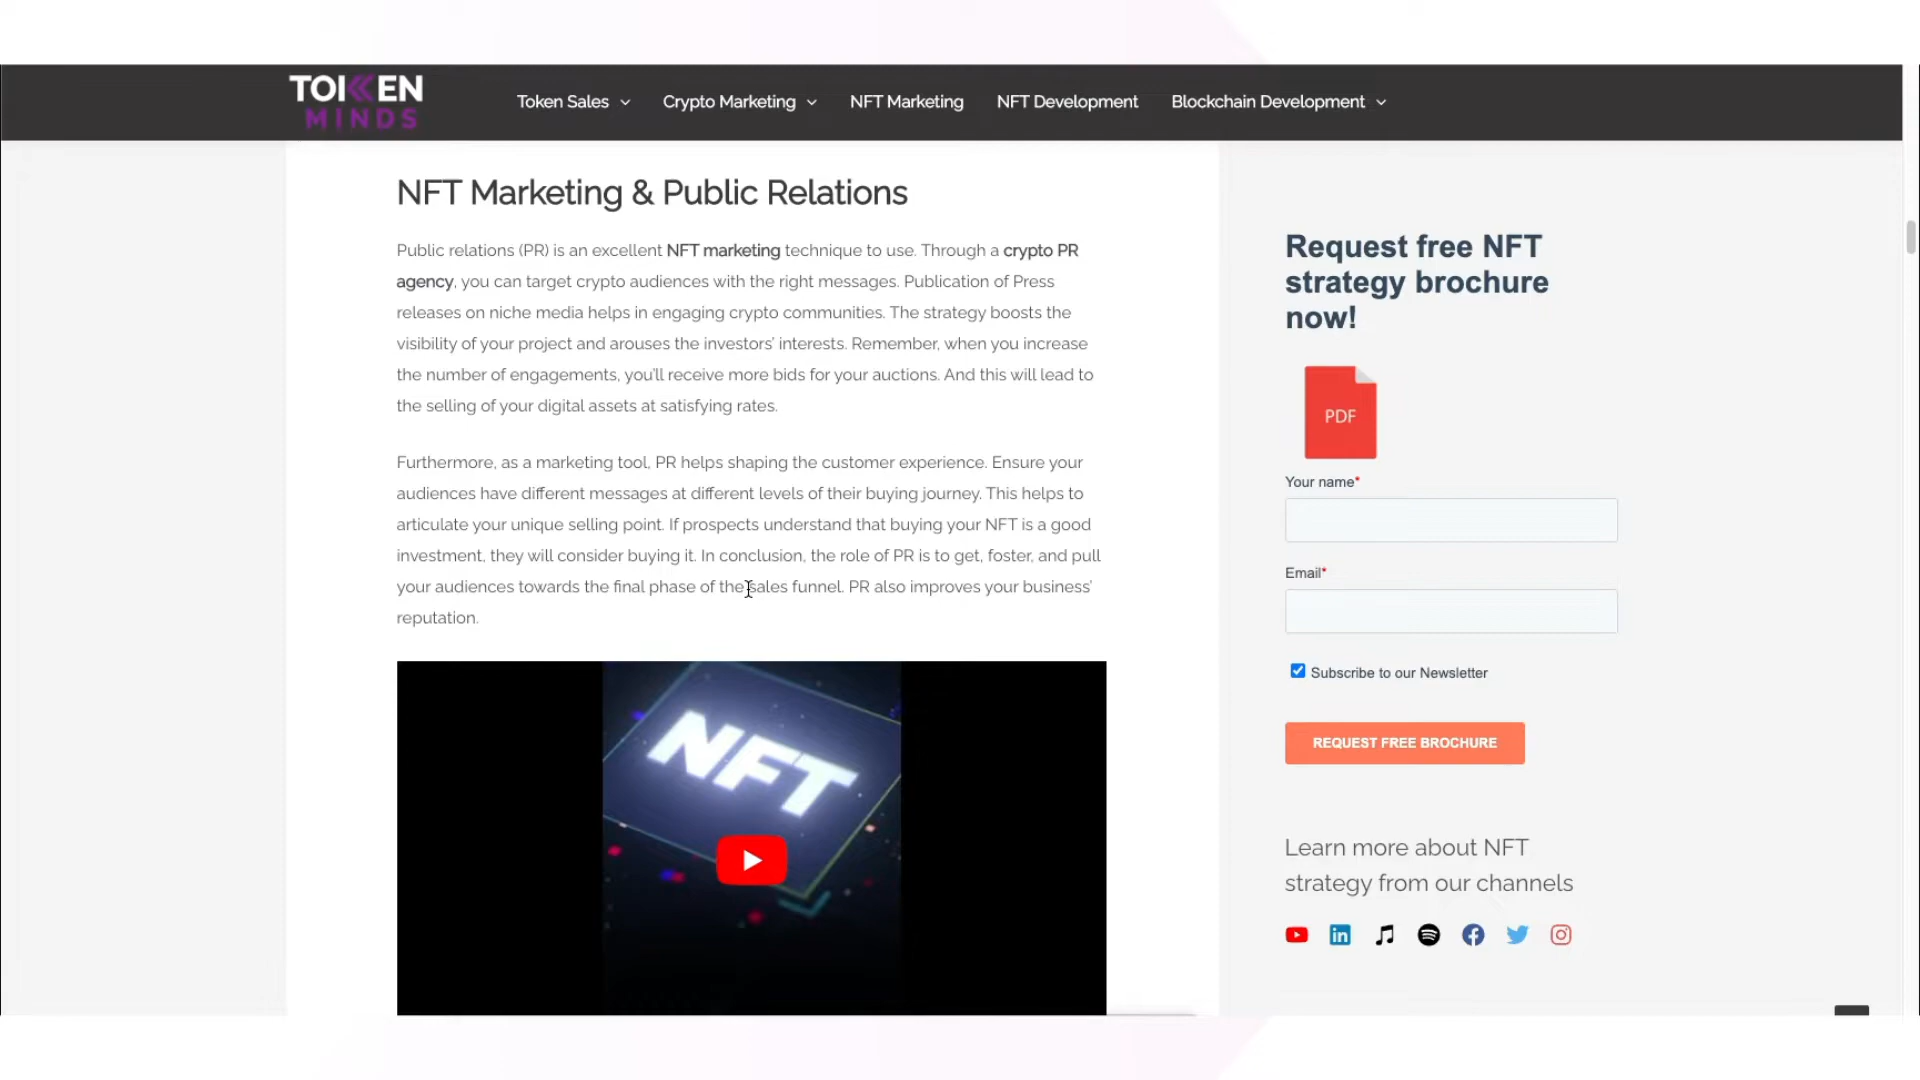 TOKEN
MINDS
Token Sales
Crypto Marketing
NFT Marketing
NFT Development
Blockchain Development
NFT Marketing & Public Relations
Public relations (PR) is an excellent NFT marketing technique to use. Through a crypto PR
agency, you can target crypto audiences with the right messages. Publication of Press
releases on niche media helps in engaging crypto communities. The strategy boosts the
visibility of your project and arouses the investors’ interests. Remember, when you increase
the number of engagements, you’ll receive more bids for your auctions. And this will lead to
the selling of your digital assets at satisfying rates.
Furthermore, as a marketing tool, PR helps shaping the customer experience. Ensure your
audiences have different messages at different levels of their buying journey. This helps to
articulate your unique selling point. If prospects understand that buying your NFT is a good
investment, they will consider buying it. In conclusion, the role of PR is to get, foster, and pull
your audiences towards the final phase of the sales funnel. PR also improves your business’
reputation.
NFT
Request free NFT
strategy brochure
now!
PDF
Your name*
Email*
Subscribe to our Newsletter
REQUEST FREE BROCHURE
Learn more about NFT
strategy from our channels
in